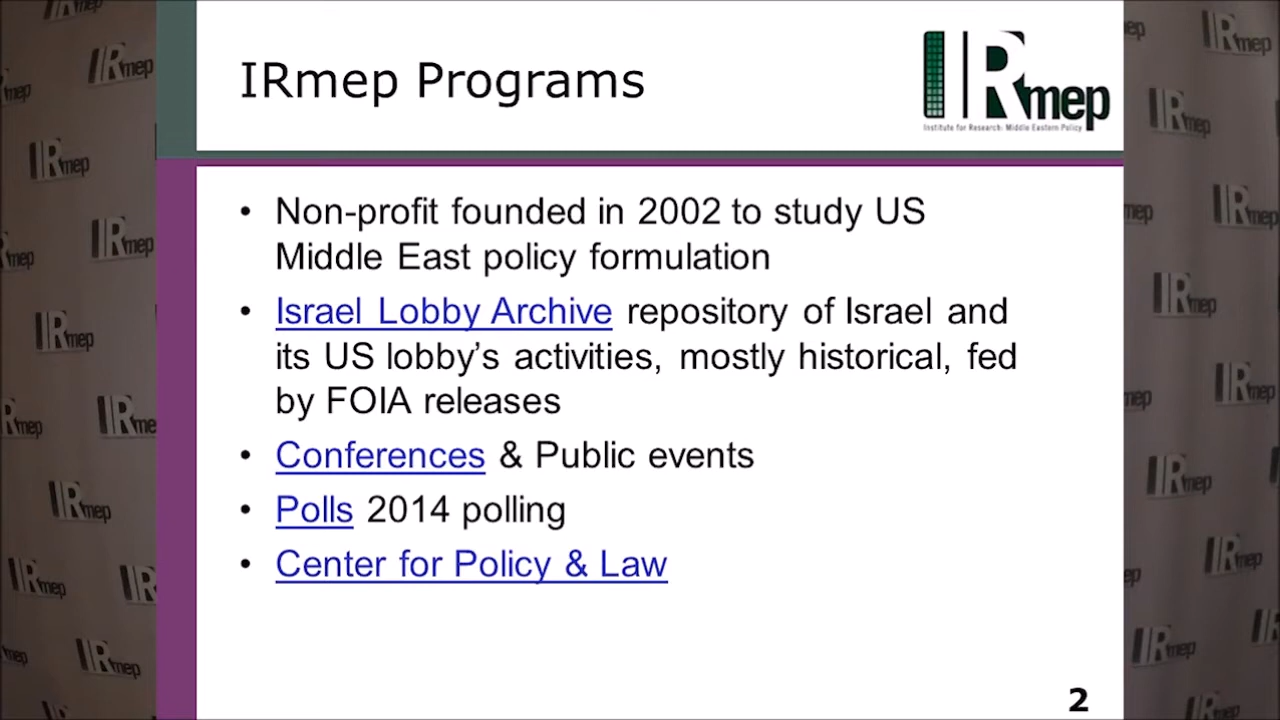 IRmep Programs
IRmep
Institute for Research: Middle Eastern Policy
• Non-profit founded in 2002 to study US
Middle East policy formulation
• Israel Lobby Archive repository of Israel and
its US lobby’s activities, mostly historical, fed
by FOIA releases
• Conferences & Public events
• Polls 2014 polling
• Center for Policy & Law
2